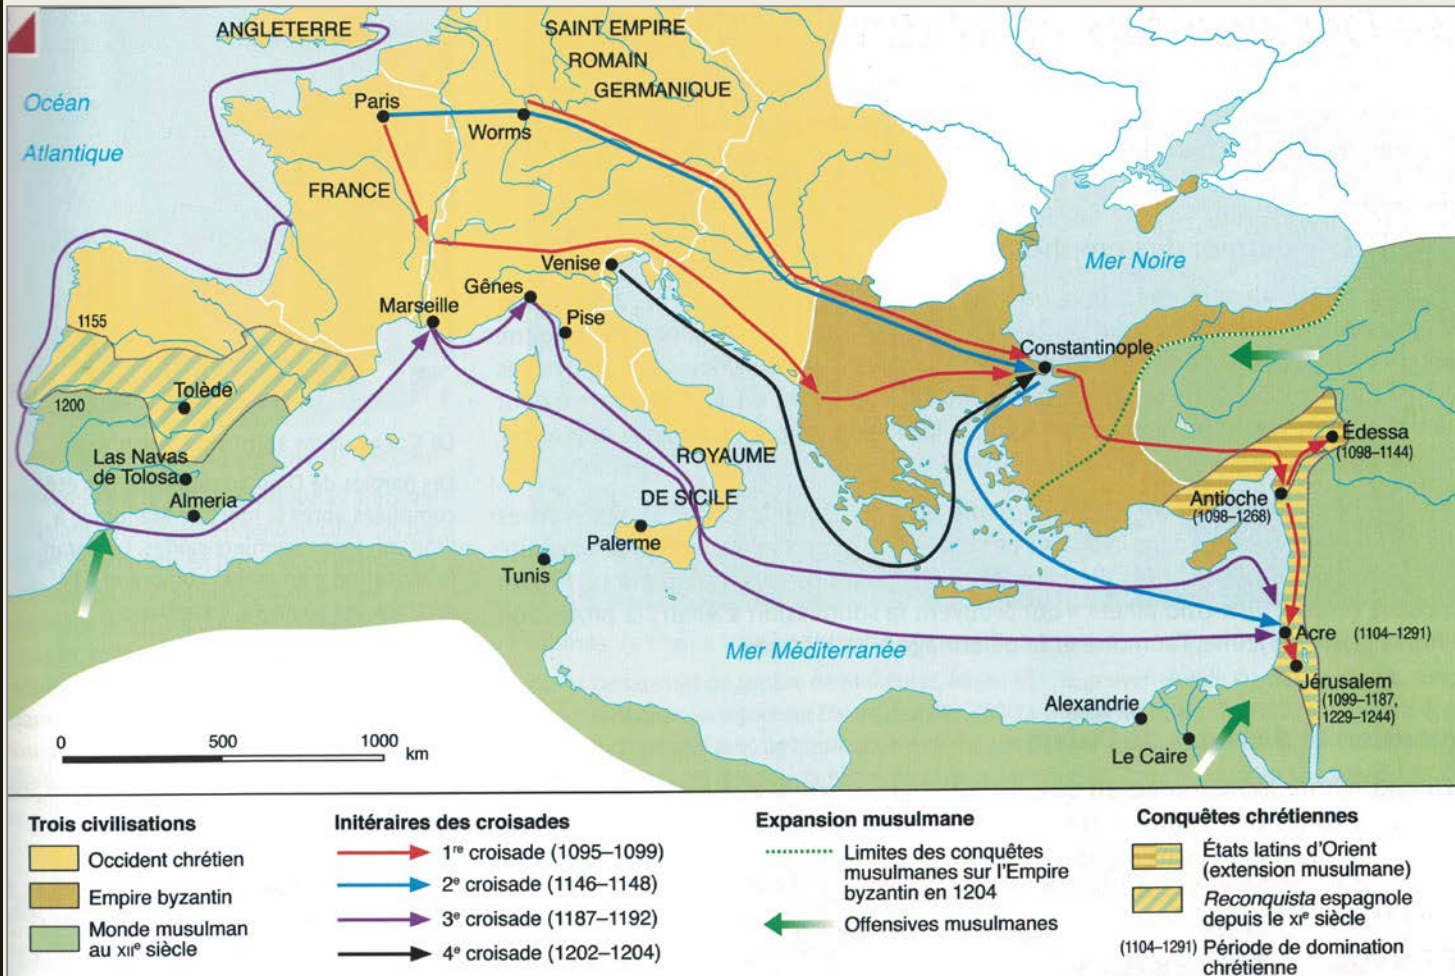 ANGLETERRE
SAINT EMPIRE
ROMAIN
GERMANIQUE
Océan
Atlantique
Paris
Worms
FRANCE
Venise
Gênes
Marseille
Pise
Mer Noire
Constantinople
1155
Tolède
1200
Las Navas
de Tolosa
Almeria
ROYAUME
DE SICILE
Palerme
Tunis
Édessa
(1098–1144)
Antioche
(1098–1268)
Mer Méditerranée
Acre (1104–1291)
Jérusalem
(1099–1187,
1229–1244)
Alexandrie
Le Caire
0 500 1000
km
Trois civilisations
Occident chrétien
Empire byzantin
Monde musulman
au XIIe siècle
Initéraires des croisades
1re croisade (1095–1099)
2e croisade (1146–1148)
3e croisade (1187–1192)
4e croisade (1202–1204)
Expansion musulmane
Limites des conquêtes
musulmanes sur l'Empire
byzantin en 1204
Offensives musulmanes
Conquêtes chrétiennes
États latins d'Orient
(extension musulmane)
Reconquista espagnole
depuis le XIe siècle
(1104–1291) Période de domination
chrétienne